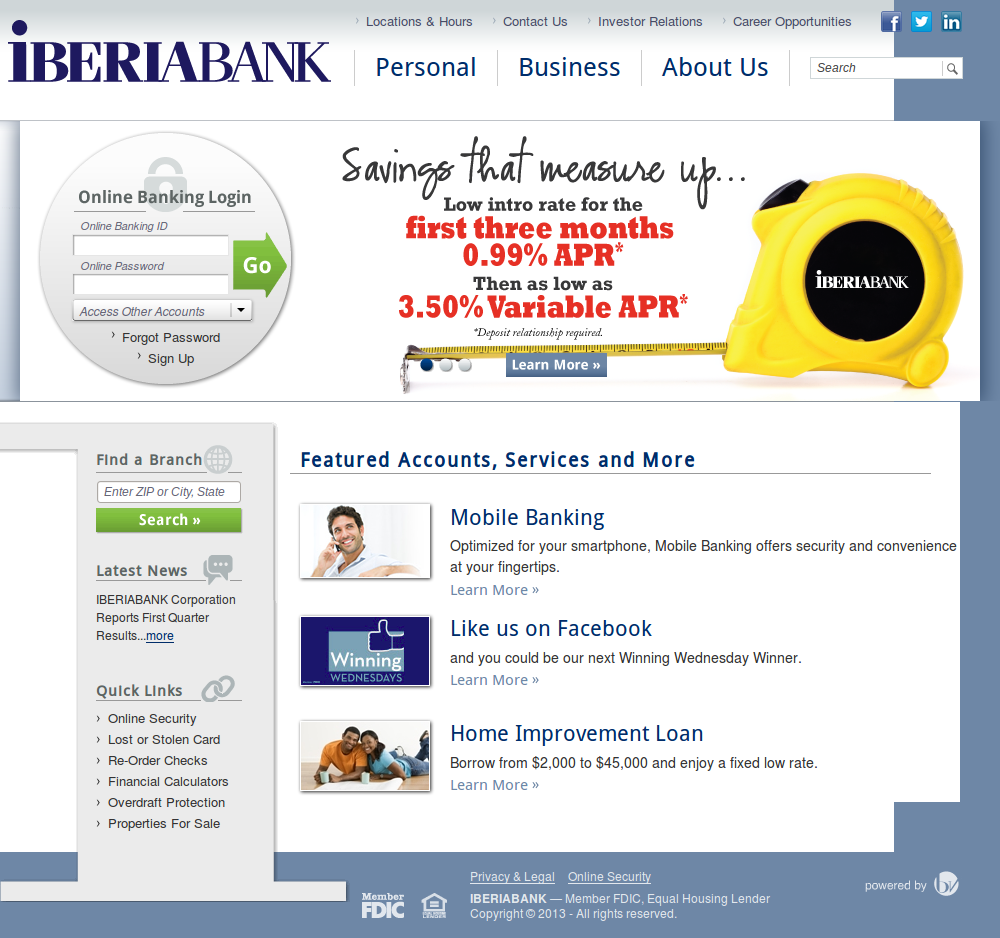 Locations & Hours
Contact Us
Investor Relations
Career Opportunities
f
in
IBERIABANK
Personal
Business
About Us
Search
Online Banking Login
Online Banking ID
Online Password
Go
Access Other Accounts
Forgot Password
Sign Up
Savings that measure up...
Low intro rate for the
first three months
0.99% APR*
Then as low as
3.50% Variable APR*
*Deposit relationship required.
Learn More »
IBERIABANK
Find a Branch
Enter ZIP or City, State
Search »
Latest News
IBERIABANK Corporation
Reports First Quarter
Results...more
Quick Links
Online Security
Lost or Stolen Card
Re-Order Checks
Financial Calculators
Overdraft Protection
Properties For Sale
Featured Accounts, Services and More
Mobile Banking
Optimized for your smartphone, Mobile Banking offers security and convenience
at your fingertips.
Learn More »
Winning
WEDNESDAYS
Like us on Facebook
and you could be our next Winning Wednesday Winner.
Learn More »
Home Improvement Loan
Borrow from $2,000 to $45,000 and enjoy a fixed low rate.
Learn More »
Member
FDIC
Privacy & Legal
Online Security
IBERIABANK — Member FDIC, Equal Housing Lender
Copyright © 2013 - All rights reserved.
powered by